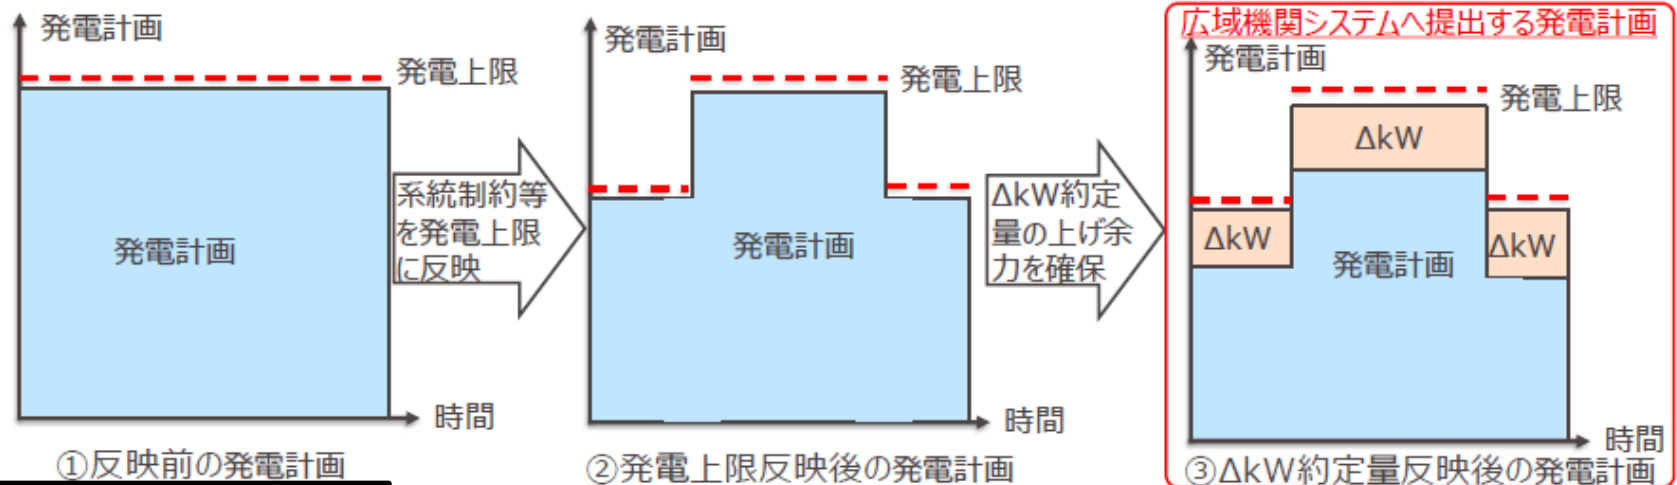 発電計画
発電上限
発電計画
時間
①反映前の発電計画
系統制約等
を発電上限
に反映
発電計画
発電上限
発電計画
時間
②発電上限反映後の発電計画
ΔkW約定
量の上げ余
力を確保
広域機関システムへ提出する発電計画
発電計画
発電上限
ΔkW
ΔkW
ΔkW
発電計画
時間
③ΔkW約定量反映後の発電計画